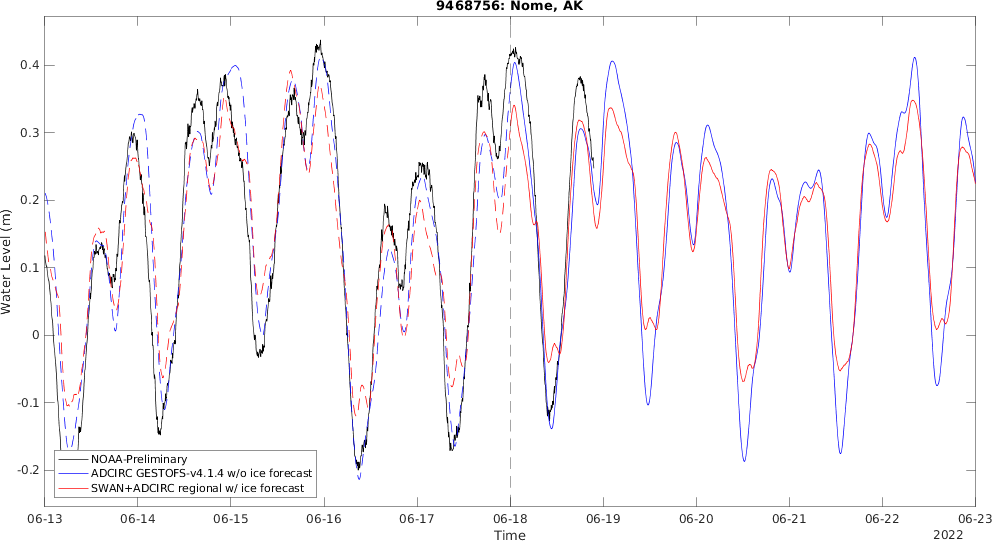 9468756: Nome, AK
Water Level (m)
0.4
0.3
0.2
0.1
0
-0.1
-0.2
NOAA-Preliminary
ADCIRC GESTOFS-v4.1.4 w/o ice forecast
SWAN+ADCIRC regional w/ ice forecast
06-13 06-14 06-15 06-16 06-17 06-18 06-19 06-20 06-21 06-22 06-23
Time
2022